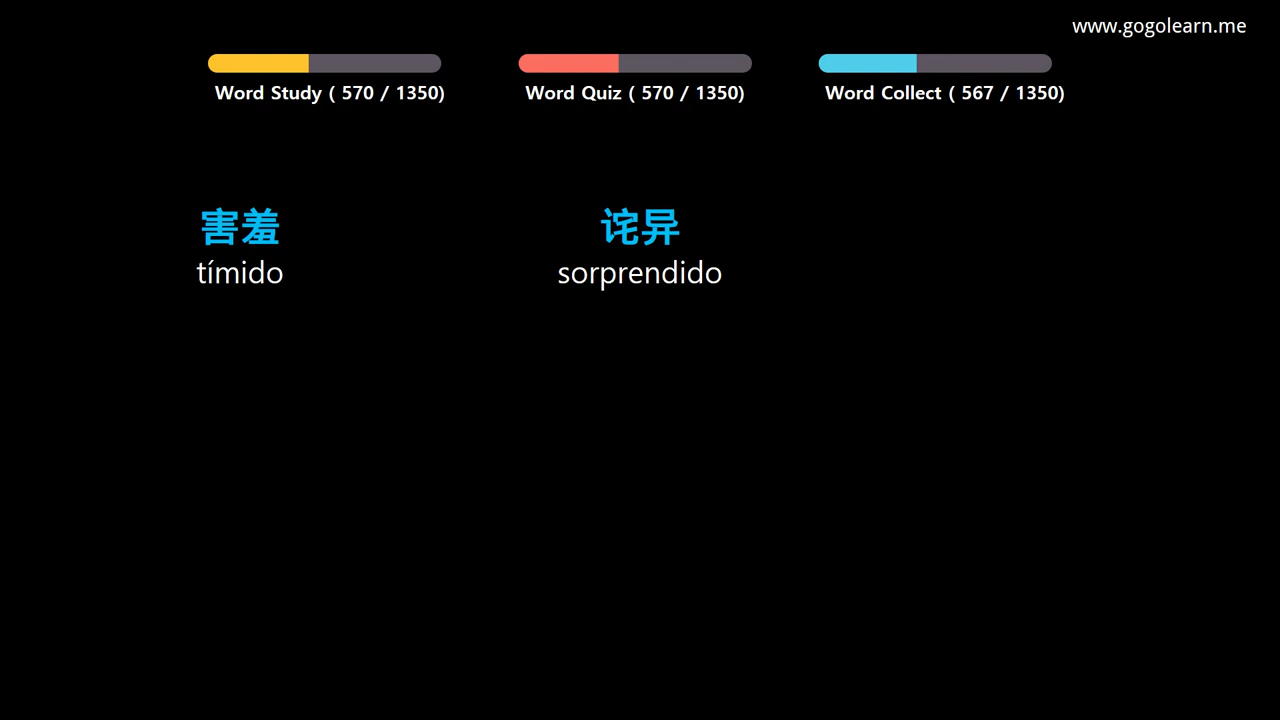 www.gogolearn.me
Word Study ( 570 / 1350)
Word Quiz ( 570 / 1350)
Word Collect ( 567 / 1350)
害羞
tímido
诧异
sorprendido